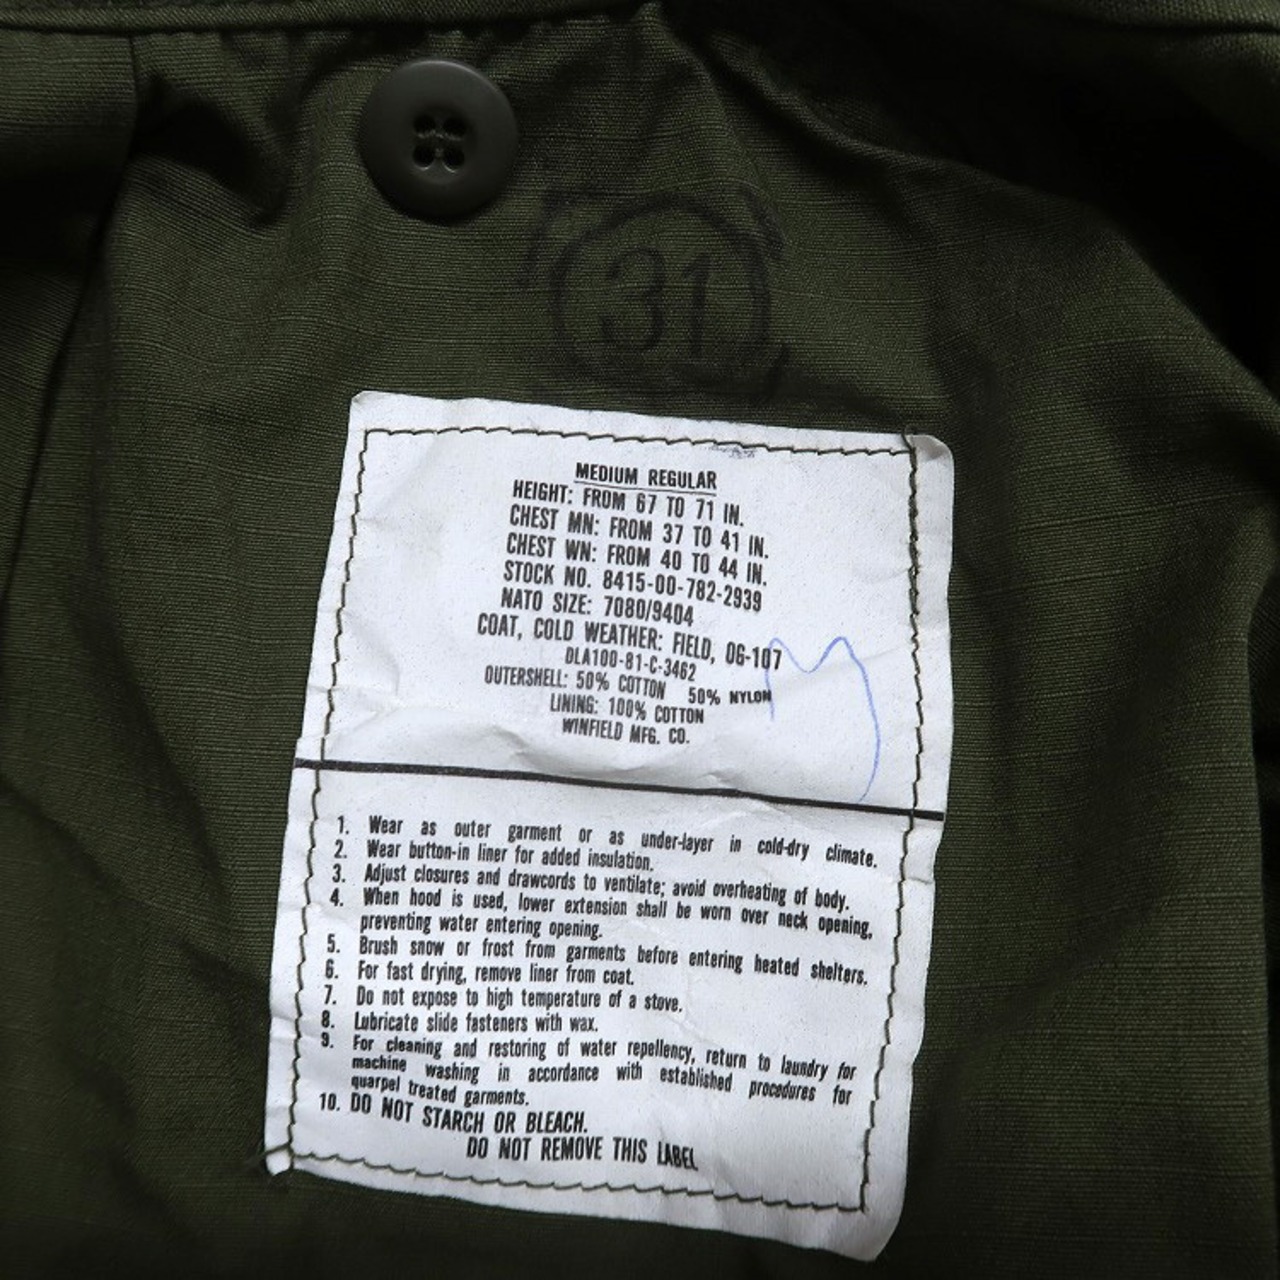 31
MEDIUM REGULAR
HEIGHT: FROM 67 TO 71 IN.
CHEST MN: FROM 37 TO 41 IN.
CHEST WN: FROM 40 TO 44 IN.
STOCK NO. 8415-00-782-2939
NATO SIZE: 7080/9404
COAT, COLD WEATHER: FIELD, OG-107
DLA100-81-C-3462
OUTERSHELL: 50% COTTON 50% NYLON
LINING: 100% COTTON
WINFIELD MFG. CO.
M
1. Wear as outer garment or as under-layer in cold-dry climate.
2. Wear button-in liner for added insulation.
3. Adjust closures and drawcords to ventilate; avoid overheating of body.
4. When hood is used, lower extension shall be worn over neck opening,
preventing water entering opening.
5. Brush snow or frost from garments before entering heated shelters.
6. For fast drying, remove liner from coat.
7. Do not expose to high temperature of a stove.
8. Lubricate slide fasteners with wax.
9. For cleaning and restoring of water repellency, return to laundry for
machine washing in accordance with established procedures for
quarpel treated garments.
10. DO NOT STARCH OR BLEACH.
DO NOT REMOVE THIS LABEL